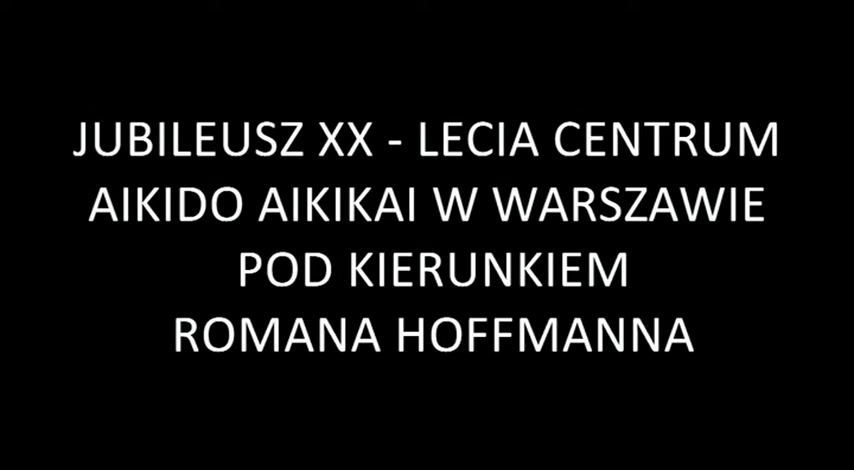 JUBILEUSZ XX - LECIA CENTRUM
AIKIDO AIKIKAI W WARSZAWIE
POD KIERUNKIEM
ROMANA HOFFMANNA